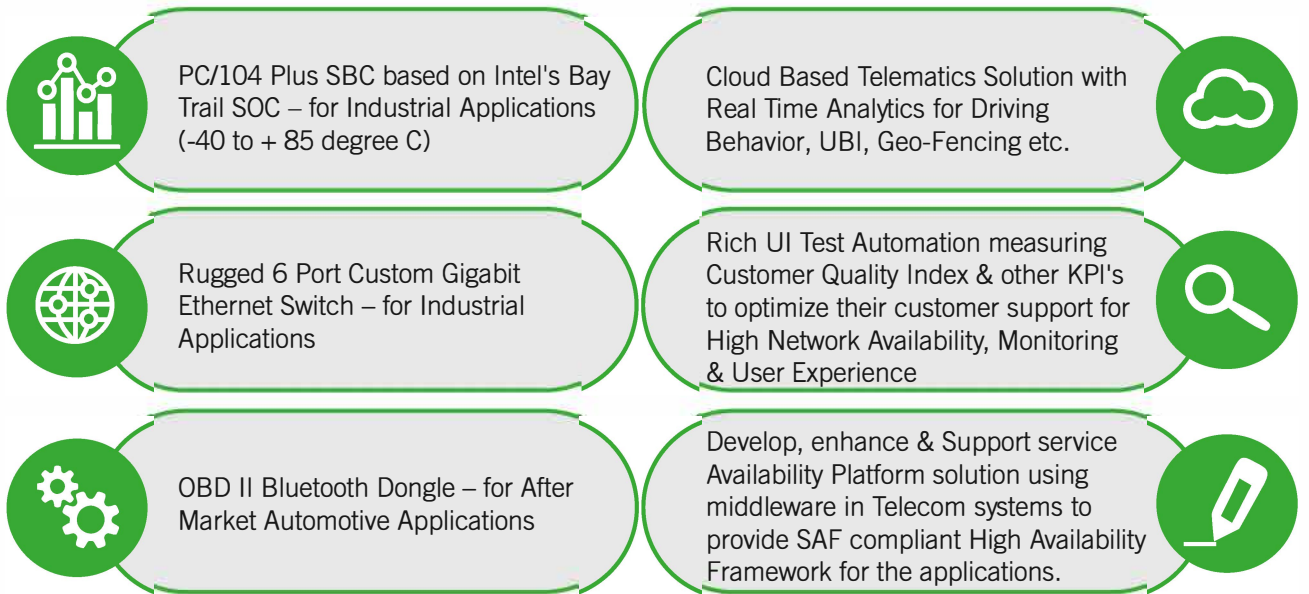 PC/104 Plus SBC based on Intel's Bay
Trail SOC – for Industrial Applications
(-40 to + 85 degree C)
Cloud Based Telematics Solution with
Real Time Analytics for Driving
Behavior, UBI, Geo-Fencing etc.
Rugged 6 Port Custom Gigabit
Ethernet Switch – for Industrial
Applications
Rich UI Test Automation measuring
Customer Quality Index & other KPI's
to optimize their customer support for
High Network Availability, Monitoring
& User Experience
OBD II Bluetooth Dongle – for After
Market Automotive Applications
Develop, enhance & Support service
Availability Platform solution using
middleware in Telecom systems to
provide SAF compliant High Availability
Framework for the applications.